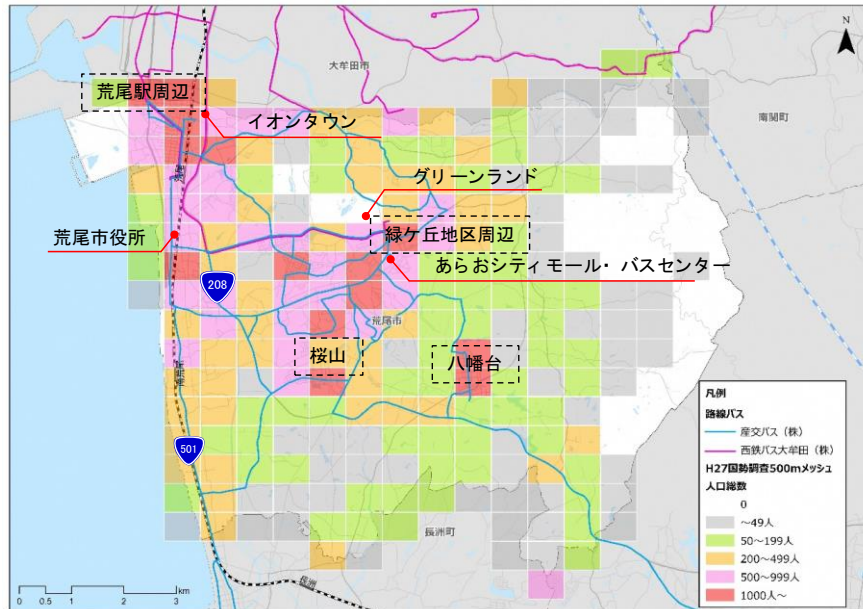 N
大牟田市
荒尾駅周辺
イオンタウン
南関町
グリーンランド
荒尾
荒尾市役所
緑ケ丘地区周辺
あらおシティモール・バスセンター
208
荒尾市
桜山
八幡台
南荒尾
501
長洲町
長洲
0 0.5 1 2 3 km
凡例
路線バス
産交バス（株）
西鉄バス大牟田（株）
H27国勢調査500mメッシュ
人口総数
0
～49人
50～199人
200～499人
500～999人
1000人～